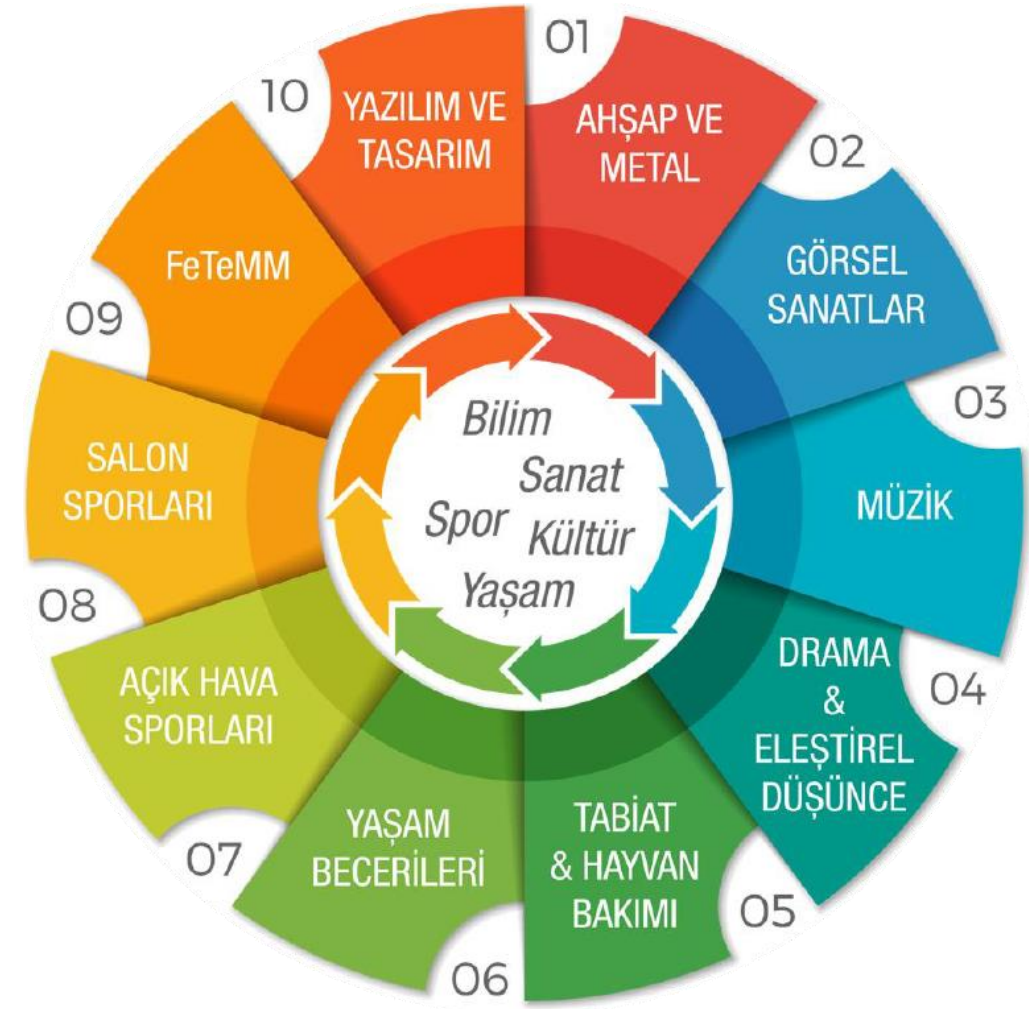 01
AHŞAP VE
METAL
02
GÖRSEL
SANATLAR
03
MÜZİK
04
DRAMA
&
ELEŞTİREL
DÜŞÜNCE
05
TABİAT
& HAYVAN
BAKIMI
06
YAŞAM
BECERİLERİ
07
AÇIK HAVA
SPORLARI
08
SALON
SPORLARI
09
FeTeMM
10
YAZILIM VE
TASARIM
Bilim
Sanat
Spor
Kültür
Yaşam